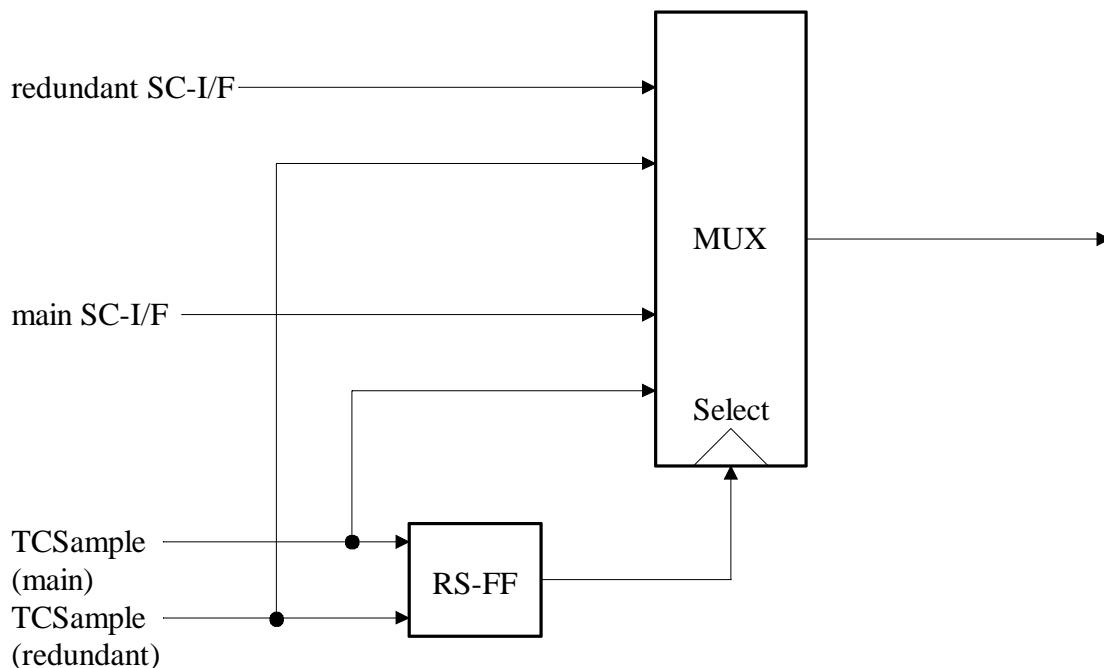 redundant SC-I/F
MUX
main SC-I/F
Select
TCSample
(main)
RS-FF
TCSample
(redundant)